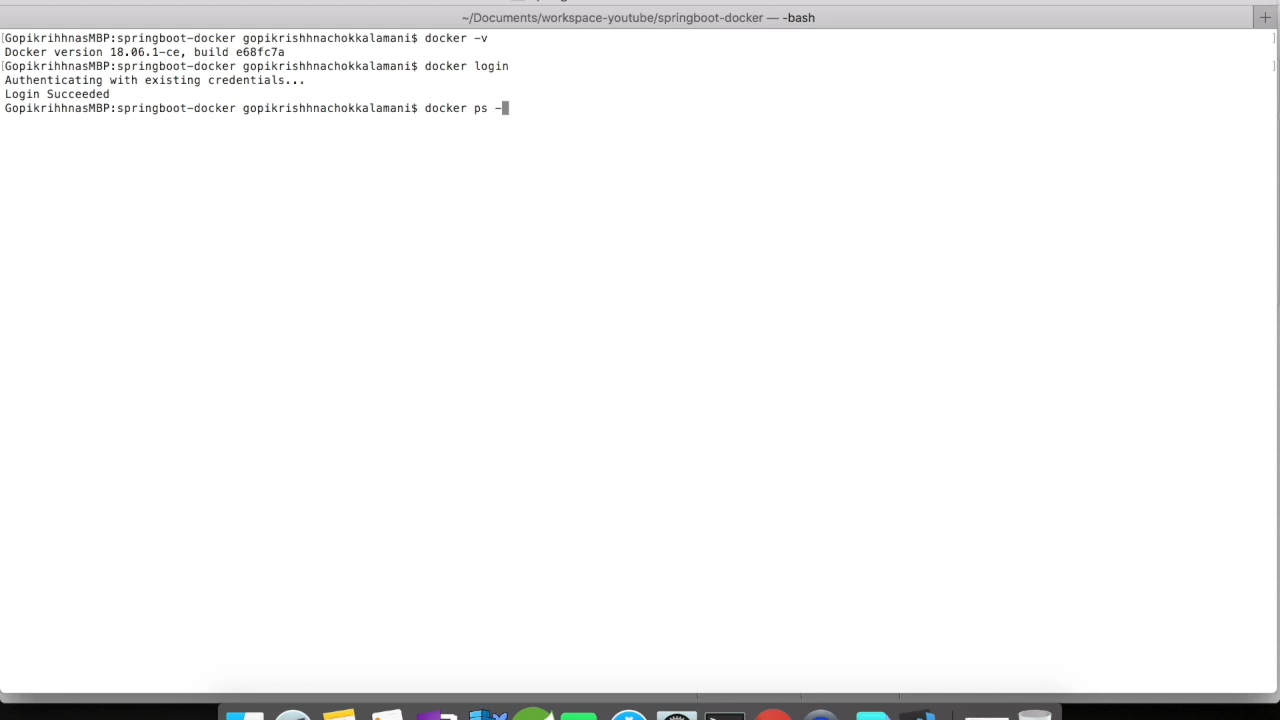 ~/Documents/workspace-youtube/springboot-docker — -bash
[GopikrihhnasMBP:springboot-docker gopikrishhnachokkalamani$ docker -v ]
Docker version 18.06.1-ce, build e68fc7a
[GopikrihhnasMBP:springboot-docker gopikrishhnachokkalamani$ docker login ]
Authenticating with existing credentials...
Login Succeeded
GopikrihhnasMBP:springboot-docker gopikrishhnachokkalamani$ docker ps -